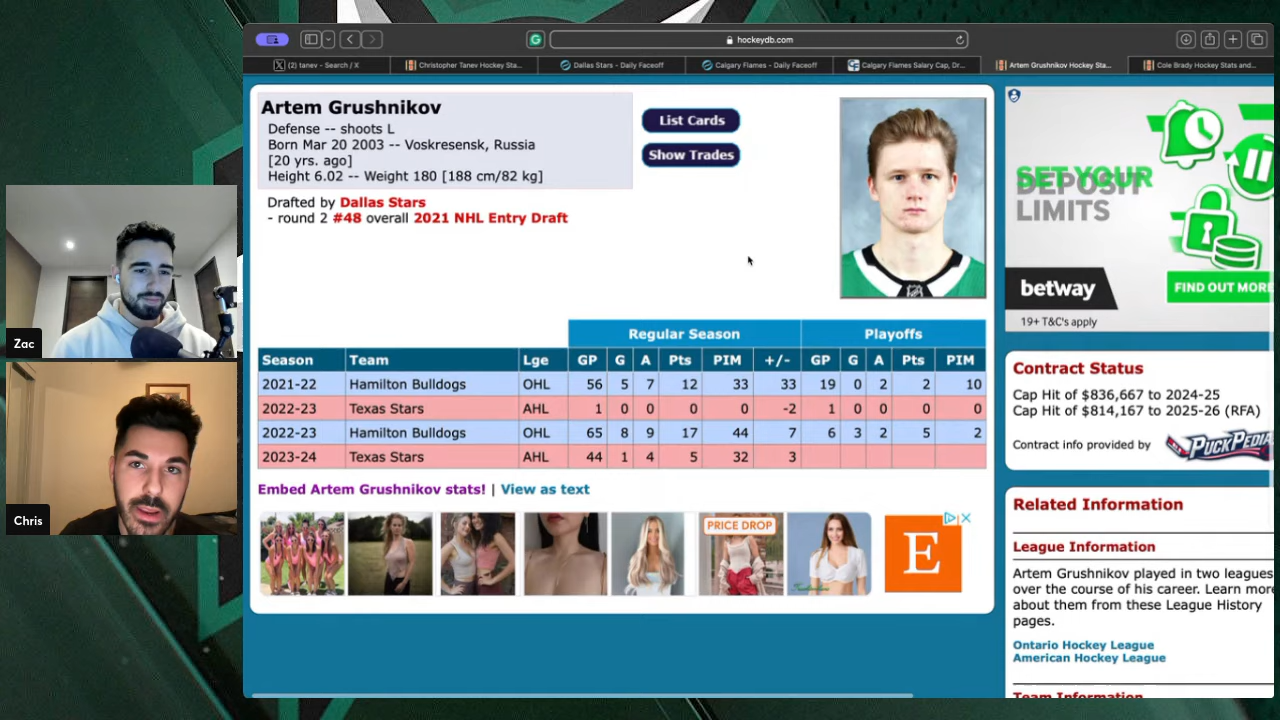 hockeydb.com
(2) tanev - Search / X
Christopher Tanev Hockey Sta...
Dallas Stars - Daily Faceoff
Calgary Flames - Daily Faceoff
Calgary Flames Salary Cap, Dr...
Artem Grushnikov Hockey Sta...
Cole Brady Hockey Stats and...
Artem Grushnikov
Defense -- shoots L
Born Mar 20 2003 -- Voskresensk, Russia
[20 yrs. ago]
Height 6.02 -- Weight 180 [188 cm/82 kg]
Drafted by Dallas Stars
- round 2 #48 overall 2021 NHL Entry Draft
List Cards
Show Trades
SET YOUR
DEPOSIT
LIMITS
betway
FIND OUT MORE
19+ T&C's apply
Zac
Chris
Regular Season Playoffs
Season Team Lge GP G A Pts PIM +/- GP G A Pts PIM
2021-22 Hamilton Bulldogs OHL 56 5 7 12 33 33 19 0 2 2 10
2022-23 Texas Stars AHL 1 0 0 0 0 -2 1 0 0 0 0
2022-23 Hamilton Bulldogs OHL 65 8 9 17 44 7 6 3 2 5 2
2023-24 Texas Stars AHL 44 1 4 5 32 3
Embed Artem Grushnikov stats! | View as text
PRICE DROP
E
Contract Status
Cap Hit of $836,667 to 2024-25
Cap Hit of $814,167 to 2025-26 (RFA)
Contract info provided by PUCKPEDIA
Related Information
League Information
Artem Grushnikov played in two leagues
over the course of his career. Learn more
about them from these League History
pages.
Ontario Hockey League
American Hockey League
Team Information